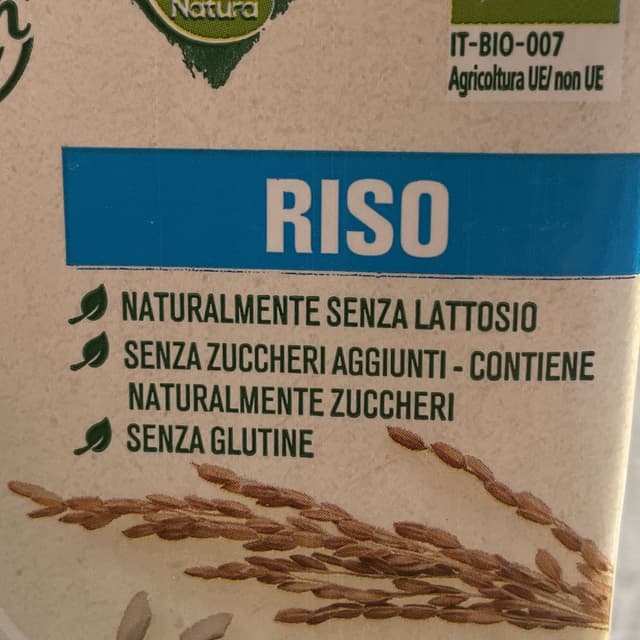 Natura
IT-BIO-007
Agricoltura UE/ non UE
RISO
NATURALMENTE SENZA LATTOSIO
SENZA ZUCCHERI AGGIUNTI - CONTIENE
NATURALMENTE ZUCCHERI
SENZA GLUTINE